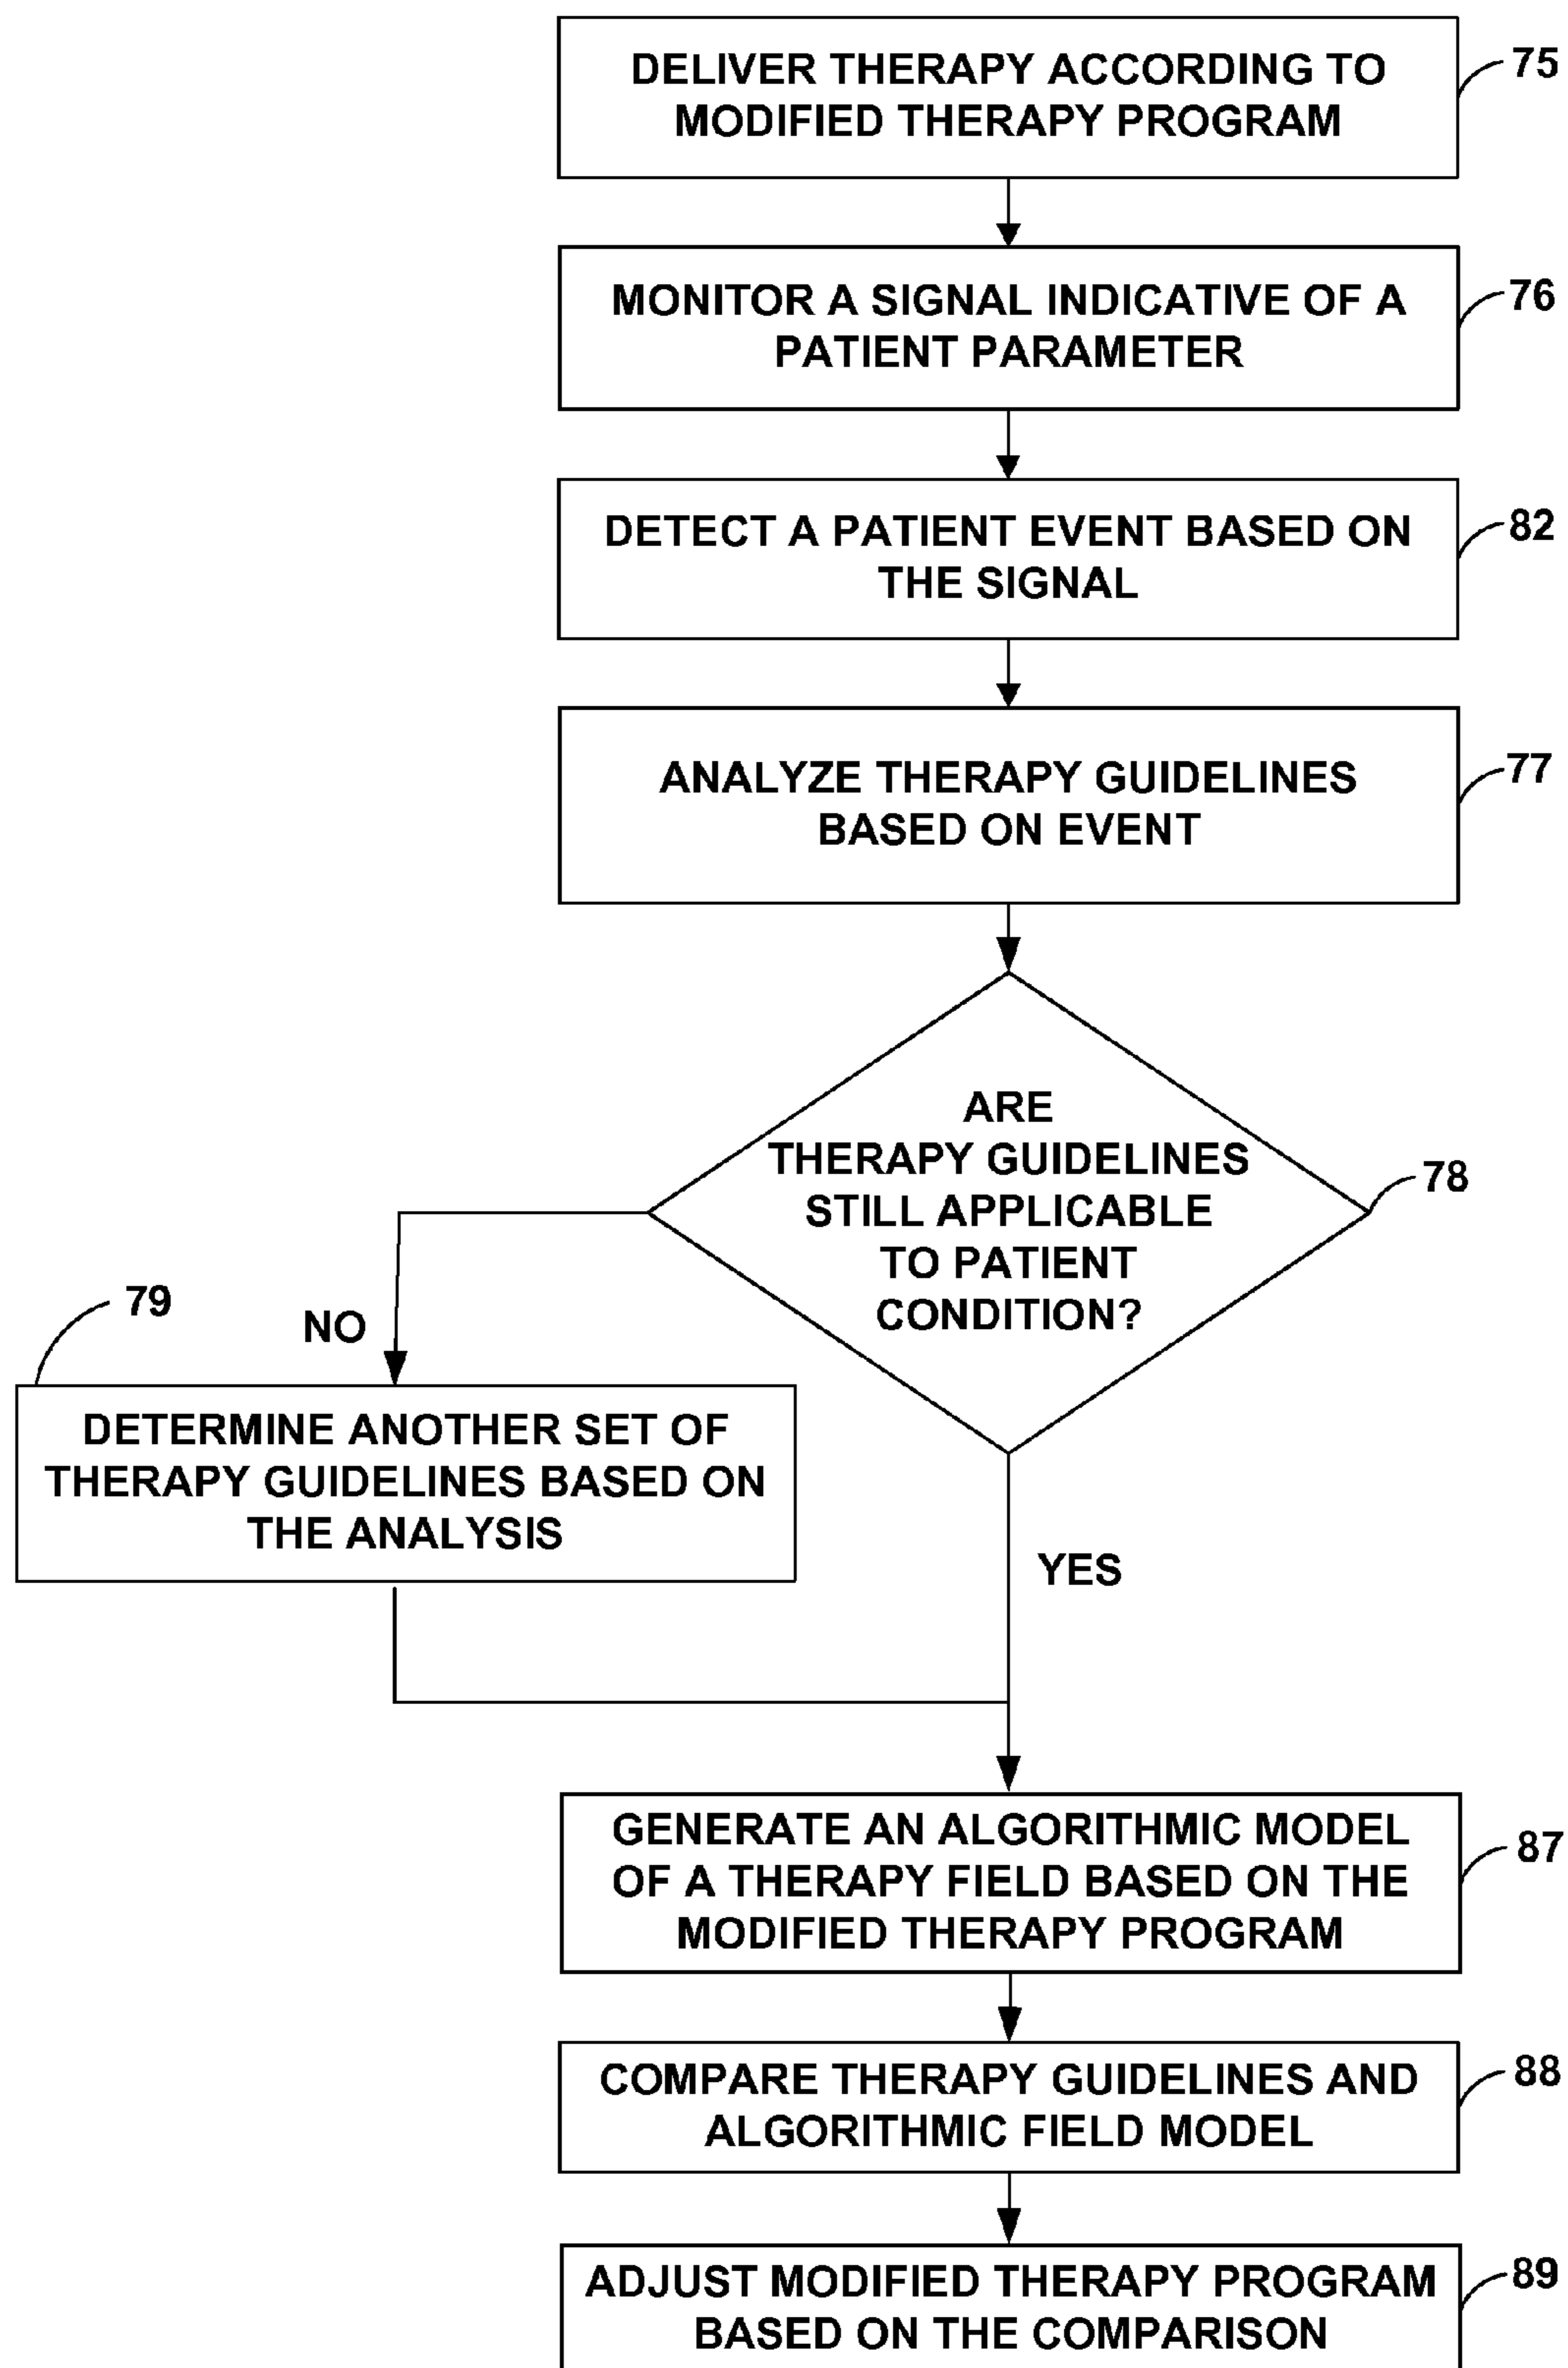 DELIVER THERAPY ACCORDING TO
MODIFIED THERAPY PROGRAM
75
MONITOR A SIGNAL INDICATIVE OF A
PATIENT PARAMETER
76
DETECT A PATIENT EVENT BASED ON
THE SIGNAL
82
ANALYZE THERAPY GUIDELINES
BASED ON EVENT
77
ARE
THERAPY GUIDELINES
STILL APPLICABLE
TO PATIENT
CONDITION?
78
NO
79
DETERMINE ANOTHER SET OF
THERAPY GUIDELINES BASED ON
THE ANALYSIS
YES
GENERATE AN ALGORITHMIC MODEL
OF A THERAPY FIELD BASED ON THE
MODIFIED THERAPY PROGRAM
87
COMPARE THERAPY GUIDELINES AND
ALGORITHMIC FIELD MODEL
88
ADJUST MODIFIED THERAPY PROGRAM
BASED ON THE COMPARISON
89